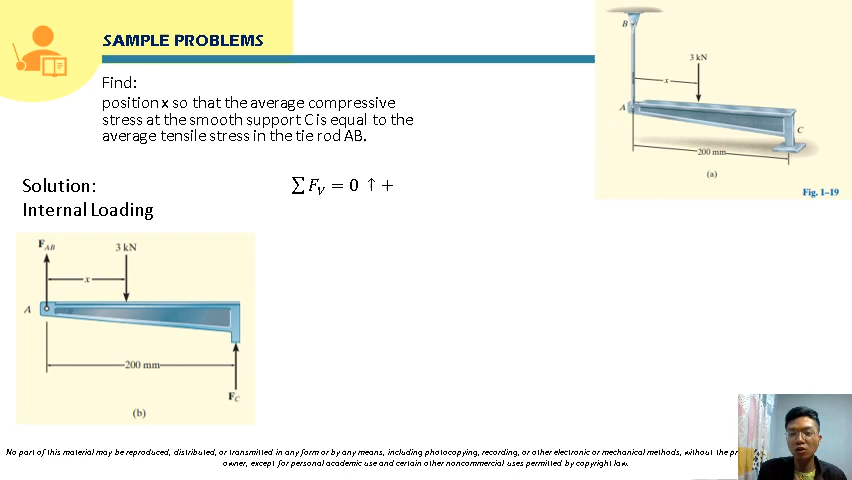 SAMPLE PROBLEMS
Find:
position x so that the average compressive
stress at the smooth support C is equal to the
average tensile stress in the tie rod AB.
B
3 kN
x
A
C
200 mm
(a)
Fig. 1–19
Solution:
Internal Loading
∑ Fᵥ = 0 ↑ +
F_AB
3 kN
x
A
200 mm
F_C
(b)
No part of this material may be reproduced, distributed, or transmitted in any form or by any means, including photocopying, recording, or other electronic or mechanical methods, without the
owner, except for personal academic use and certain other noncommercial uses permitted by copyright law.